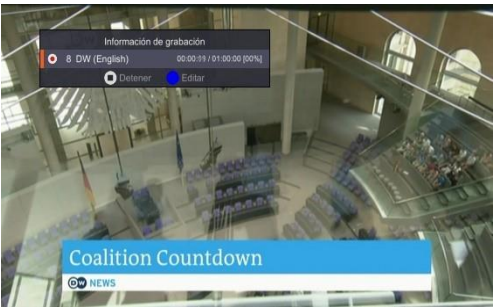 Información de grabación
8 DW (English) 00:00:19 / 01:00:00 [00%]
Detener Editar
Coalition Countdown
DW NEWS